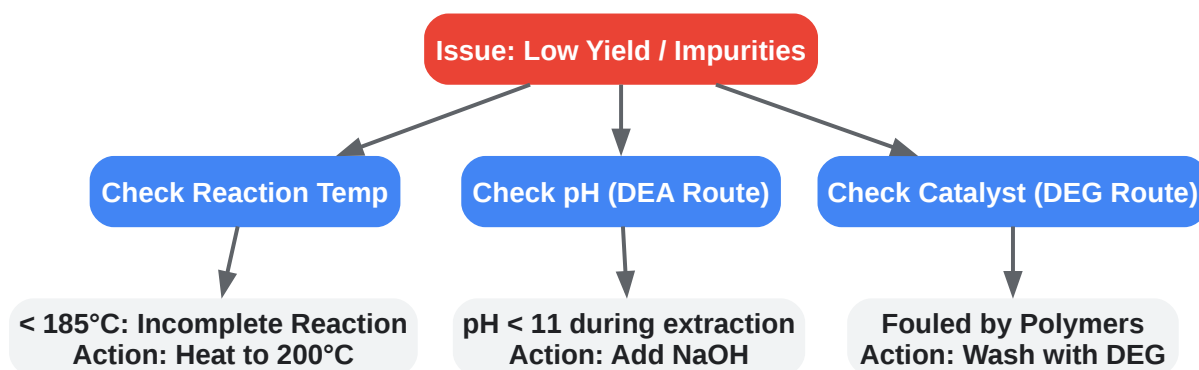 Issue: Low Yield / Impurities
Check Reaction Temp
Check pH (DEA Route)
Check Catalyst (DEG Route)
< 185°C: Incomplete Reaction
Action: Heat to 200°C
pH < 11 during extraction
Action: Add NaOH
Fouled by Polymers
Action: Wash with DEG